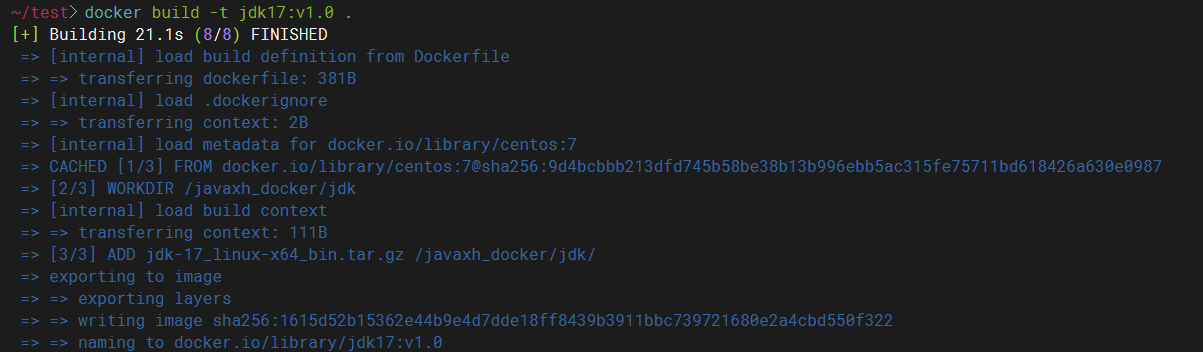 ~/test> docker build -t jdk17:v1.0 .
[+] Building 21.1s (8/8) FINISHED
=> [internal] load build definition from Dockerfile
=> => transferring dockerfile: 381B
=> [internal] load .dockerignore
=> => transferring context: 2B
=> [internal] load metadata for docker.io/library/centos:7
=> CACHED [1/3] FROM docker.io/library/centos:7@sha256:9d4bcbbb213dfd745b58be38b13b996ebb5ac315fe75711bd618426a630e0987
=> [2/3] WORKDIR /javaxh_docker/jdk
=> [internal] load build context
=> => transferring context: 111B
=> [3/3] ADD jdk-17_linux-x64_bin.tar.gz /javaxh_docker/jdk/
=> exporting to image
=> => exporting layers
=> => writing image sha256:1615d52b15362e44b9e4d7dde18ff8439b3911bbc739721680e2a4cbd550f322
=> => naming to docker.io/library/jdk17:v1.0